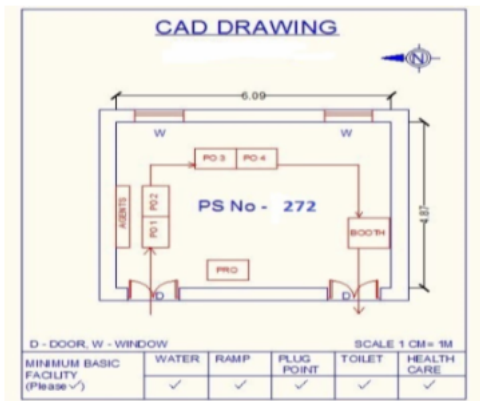 CAD DRAWING
N
6.09
W
W
PO 3
PO 4
AGENTS
PO 2
PO 1
PS No - 272
BOOTH
4.87
PRO
D
D
D - DOOR, W - WINDOW
SCALE 1 CM = 1M
MINIMUM BASIC FACILITY (Please ✓)
WATER
RAMP
PLUG POINT
TOILET
HEALTH CARE
✓ ✓ ✓ ✓ ✓